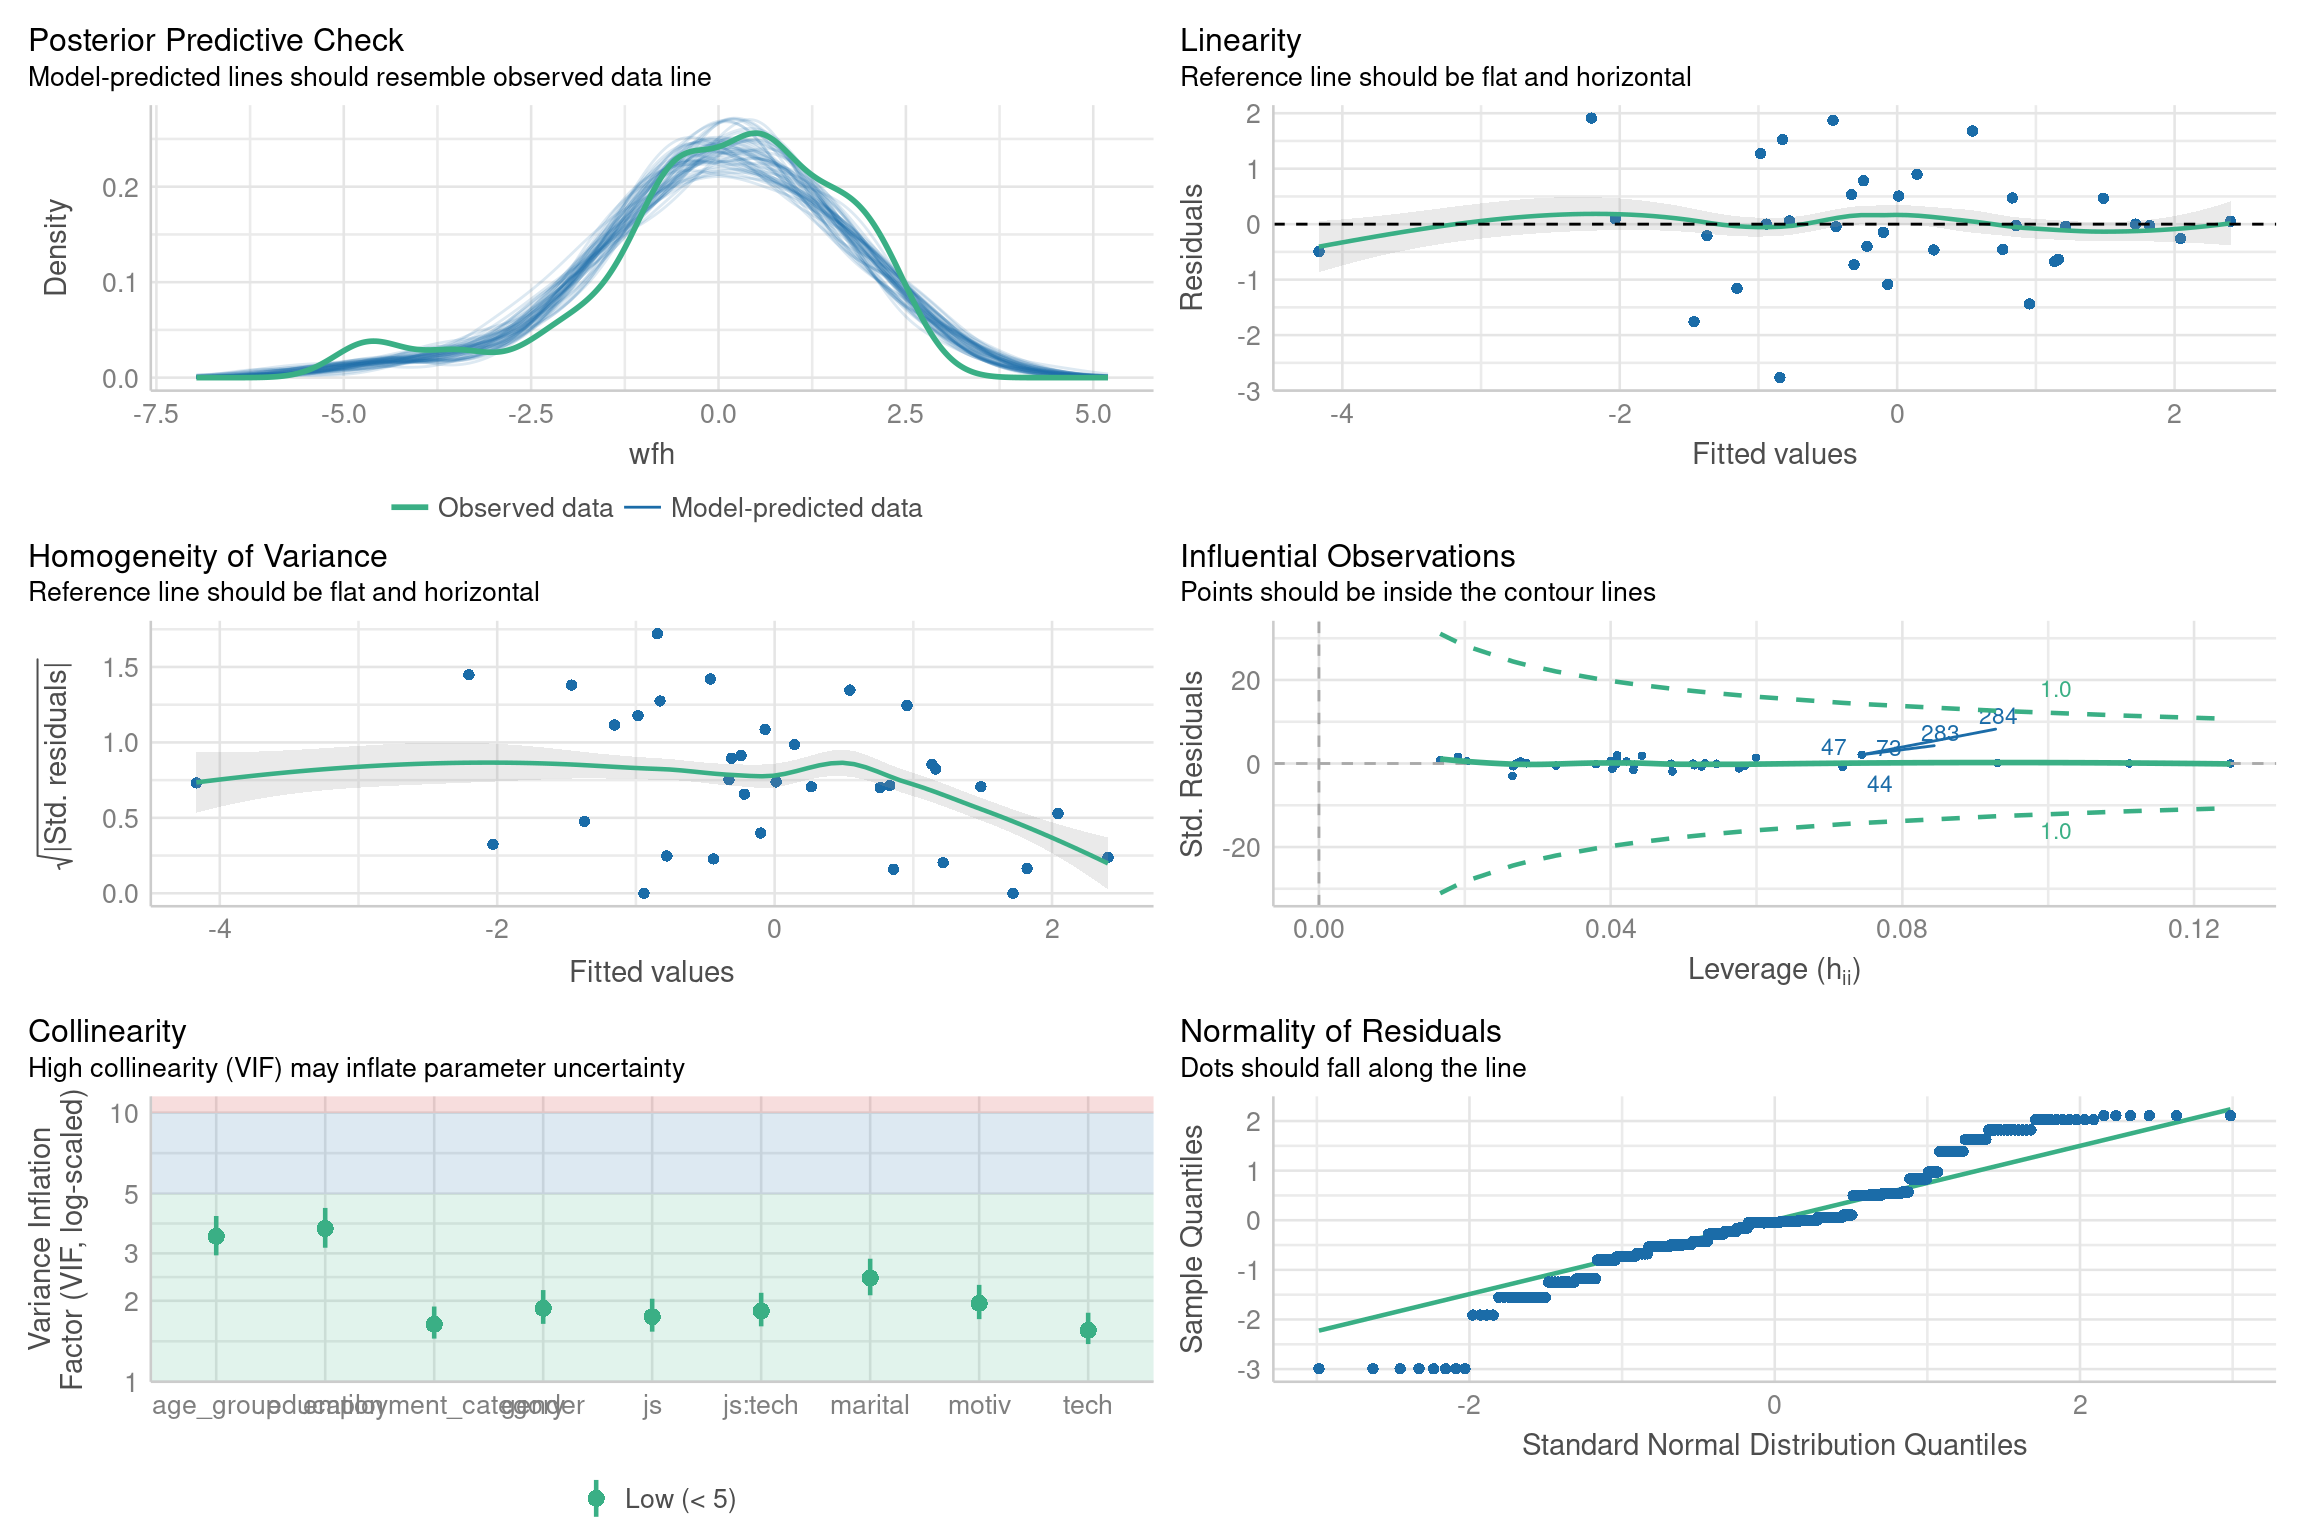 Posterior Predictive Check
Model-predicted lines should resemble observed data line
Density
0.2
0.1
0.0
-7.5 -5.0 -2.5 0.0 2.5 5.0
wfh
Observed data Model-predicted data
Linearity
Reference line should be flat and horizontal
Residuals
2
1
0
-1
-2
-3
-4 -2 0 2
Fitted values
Homogeneity of Variance
Reference line should be flat and horizontal
√|Std. residuals|
1.5
1.0
0.5
0.0
-4 -2 0 2
Fitted values
Influential Observations
Points should be inside the contour lines
Std. Residuals
20
0
-20
1.0
284
283
47 73
44
1.0
0.00 0.04 0.08 0.12
Leverage (hii)
Collinearity
High collinearity (VIF) may inflate parameter uncertainty
Variance Inflation
Factor (VIF, log-scaled)
10
5
3
2
1
age_group education employment_category gender js js:tech marital motiv tech
Low (< 5)
Normality of Residuals
Dots should fall along the line
Sample Quantiles
2
1
0
-1
-2
-3
-2 0 2
Standard Normal Distribution Quantiles